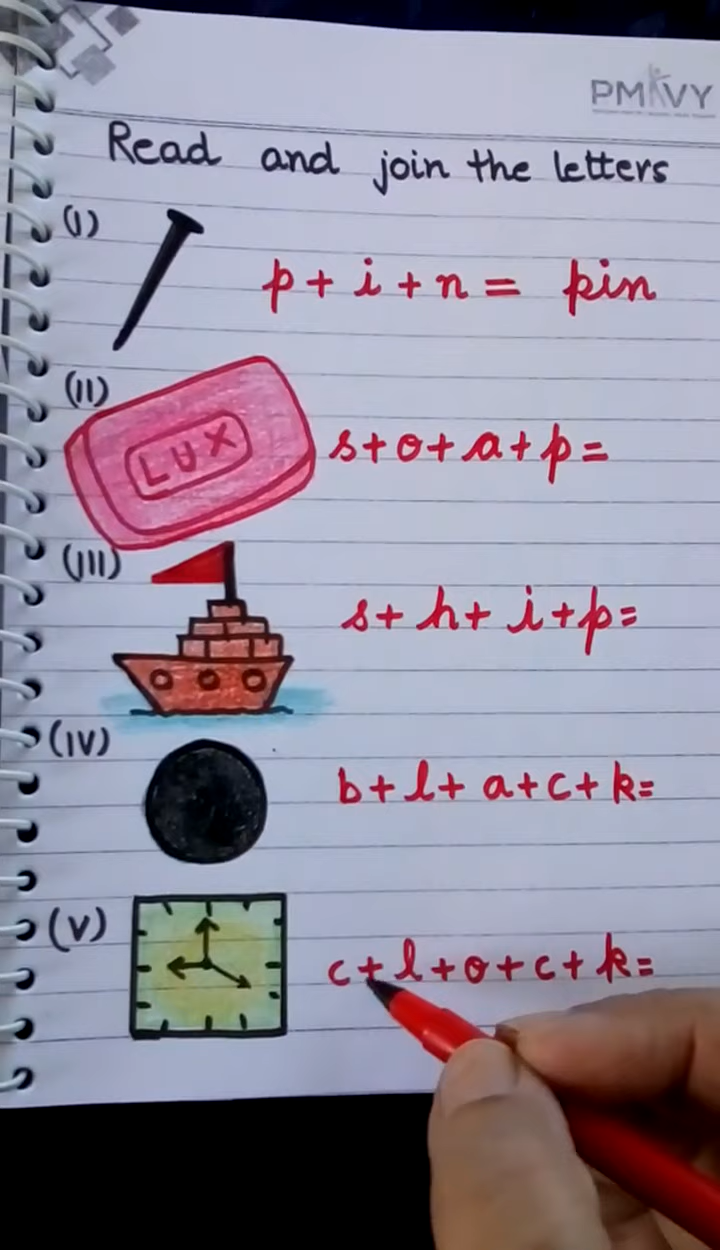 PMKVY
Read and join the letters
(I)
p + i + n = pin
(II)
LUX
s+o+a+p=
(III)
s+h+i+p=
(IV)
b+l+a+c+k=
(V)
c+l+o+c+k=